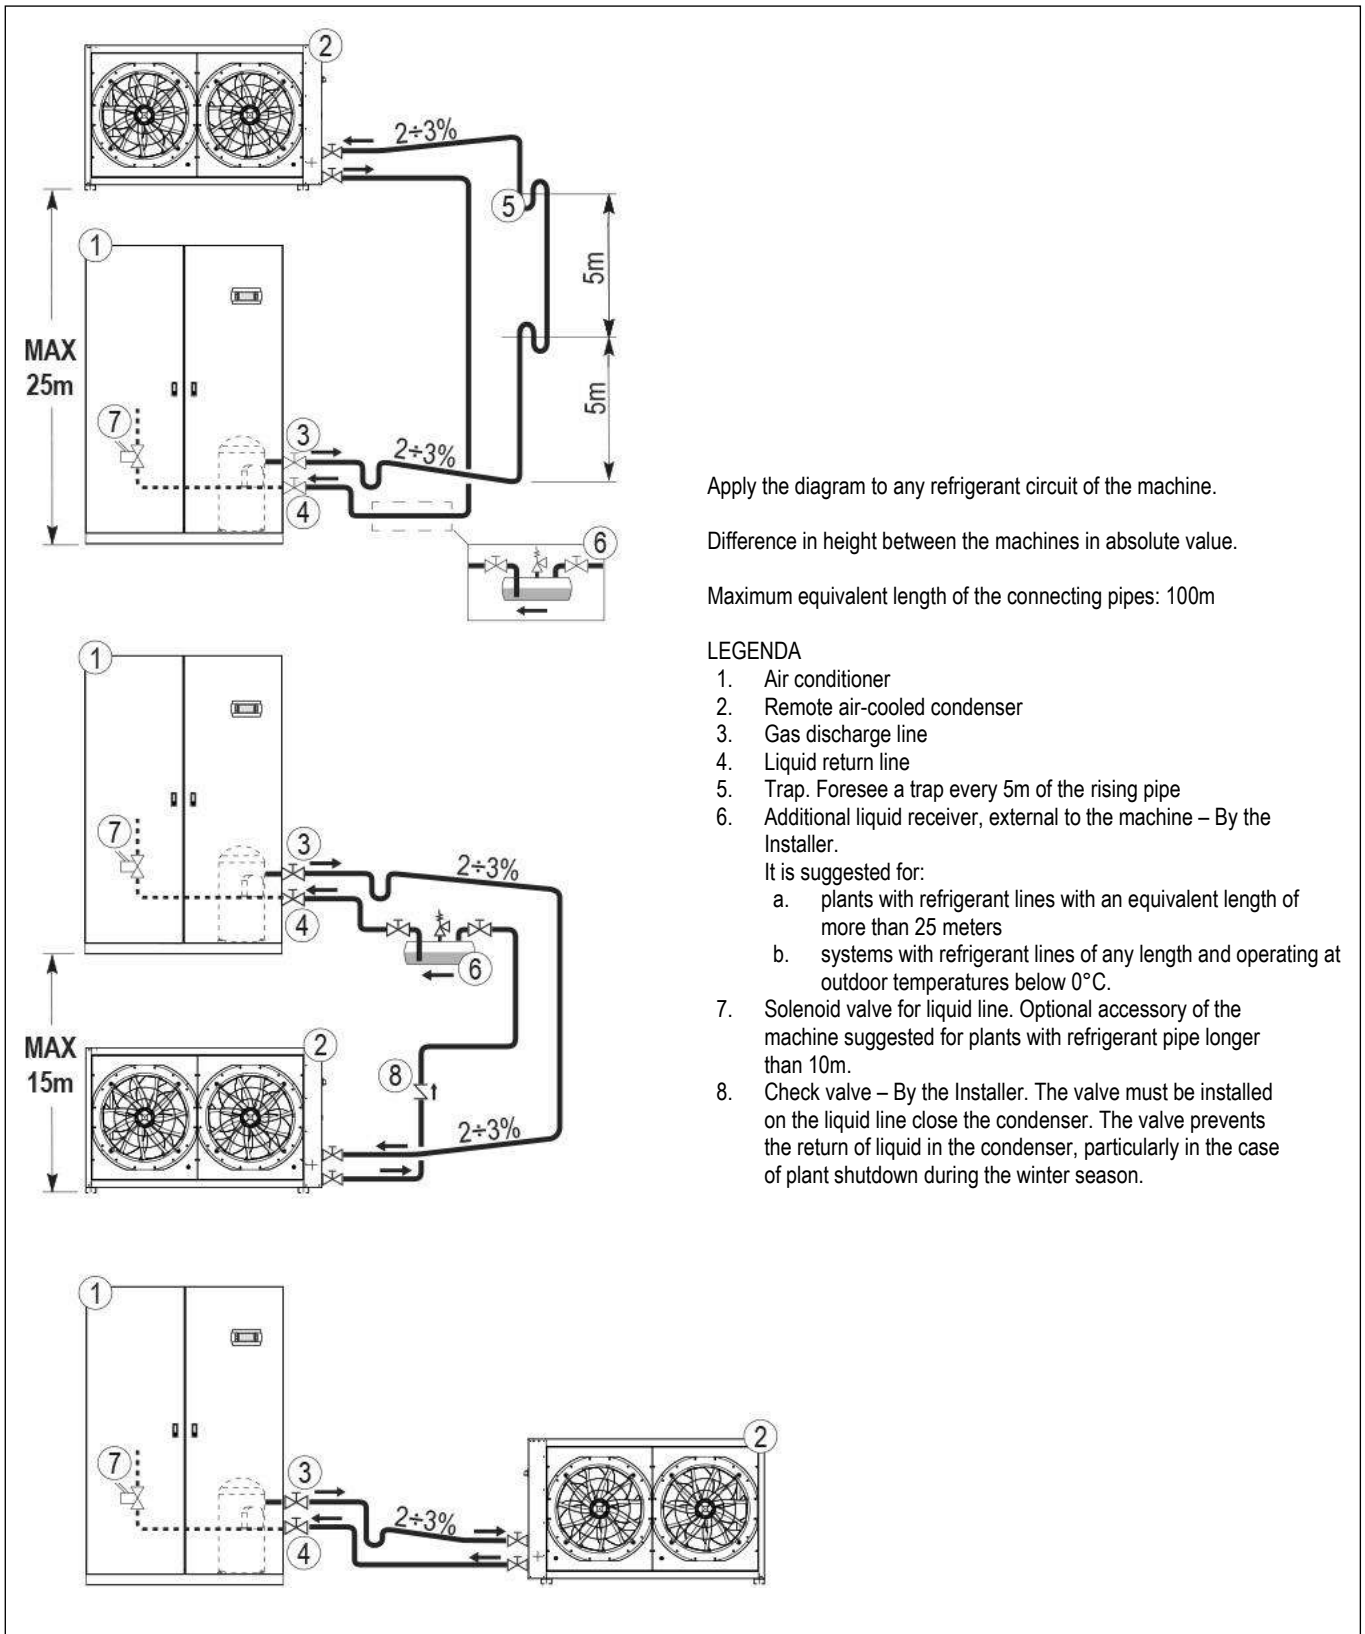 2
2÷3%
5
1
5m
MAX
25m
5m
7
3
2÷3%
4
6
1
7
3
2÷3%
4
6
MAX
15m
2
8
2÷3%
1
2
7
3
2÷3%
4
Apply the diagram to any refrigerant circuit of the machine.
Difference in height between the machines in absolute value.
Maximum equivalent length of the connecting pipes: 100m
LEGENDA
1. Air conditioner
2. Remote air-cooled condenser
3. Gas discharge line
4. Liquid return line
5. Trap. Foresee a trap every 5m of the rising pipe
6. Additional liquid receiver, external to the machine – By the
Installer.
It is suggested for:
a. plants with refrigerant lines with an equivalent length of
more than 25 meters
b. systems with refrigerant lines of any length and operating at
outdoor temperatures below 0°C.
7. Solenoid valve for liquid line. Optional accessory of the
machine suggested for plants with refrigerant pipe longer
than 10m.
8. Check valve – By the Installer. The valve must be installed
on the liquid line close the condenser. The valve prevents
the return of liquid in the condenser, particularly in the case
of plant shutdown during the winter season.